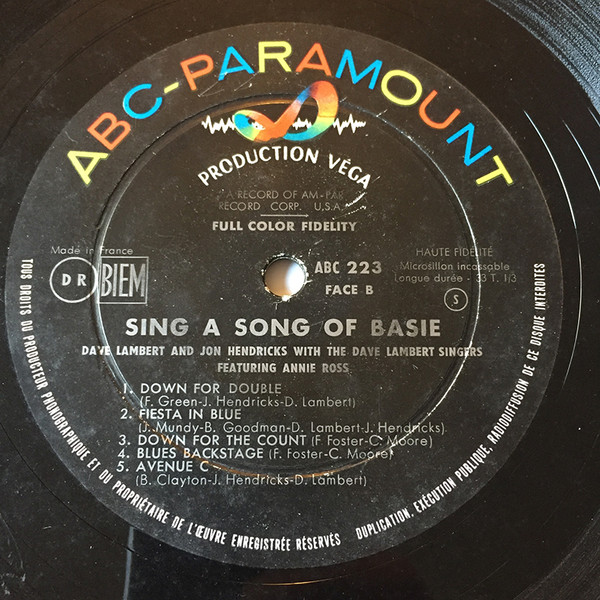 ABC-PARAMOUNT
PRODUCTION VÉGA
A RECORD OF AM-PAR
RECORD CORP. U.S.A.
FULL COLOR FIDELITY
Made in France
DR
BIEM
ABC 223
FACE B
HAUTE FIDÉLITÉ
Microsillon incassable
Longue durée - 33 T. 1/3
S
SING A SONG OF BASIE
DAVE LAMBERT AND JON HENDRICKS WITH THE DAVE LAMBERT SINGERS
FEATURING ANNIE ROSS
1. DOWN FOR DOUBLE
(F. Green-J. Hendricks-D. Lambert)
2. FIESTA IN BLUE
(J. Mundy-B. Goodman-D. Lambert-J. Hendricks)
3. DOWN FOR THE COUNT (F Foster-C. Moore)
4. BLUES BACKSTAGE (F. Foster-C. Moore)
5. AVENUE C
(B. Clayton-J. Hendricks-D. Lambert)
TOUS DROITS DU PRODUCTEUR PHONOGRAPHIQUE ET DU PROPRIÉTAIRE DE L'ŒUVRE ENREGISTRÉE RÉSERVÉS
DUPLICATION, EXÉCUTION PUBLIQUE, RADIODIFFUSION DE CE DISQUE INTERDITES